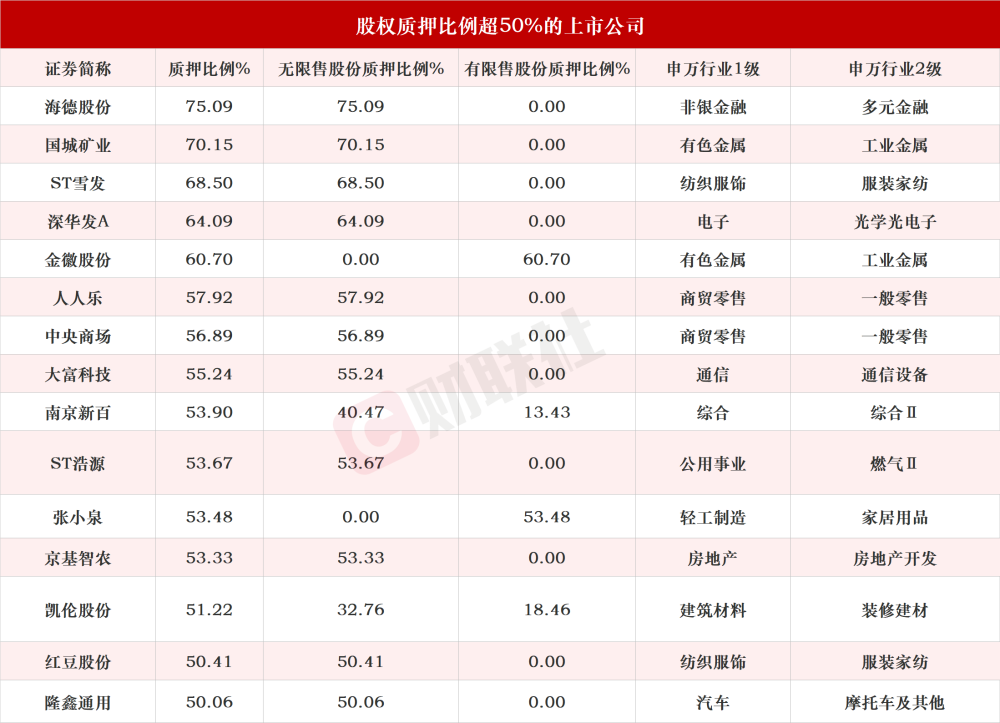 股权质押比例超50%的上市公司
证券简称 质押比例% 无限售股份质押比例% 有限售股份质押比例% 申万行业1级 申万行业2级
海德股份 75.09 75.09 0.00 非银金融 多元金融
国城矿业 70.15 70.15 0.00 有色金属 工业金属
ST雪发 68.50 68.50 0.00 纺织服饰 服装家纺
深华发A 64.09 64.09 0.00 电子 光学光电子
金徽股份 60.70 0.00 60.70 有色金属 工业金属
人人乐 57.92 57.92 0.00 商贸零售 一般零售
中央商场 56.89 56.89 0.00 商贸零售 一般零售
大富科技 55.24 55.24 0.00 通信 通信设备
南京新百 53.90 40.47 13.43 综合 综合Ⅱ
ST浩源 53.67 53.67 0.00 公用事业 燃气Ⅱ
张小泉 53.48 0.00 53.48 轻工制造 家居用品
京基智农 53.33 53.33 0.00 房地产 房地产开发
凯伦股份 51.22 32.76 18.46 建筑材料 装修建材
红豆股份 50.41 50.41 0.00 纺织服饰 服装家纺
隆鑫通用 50.06 50.06 0.00 汽车 摩托车及其他
财联社